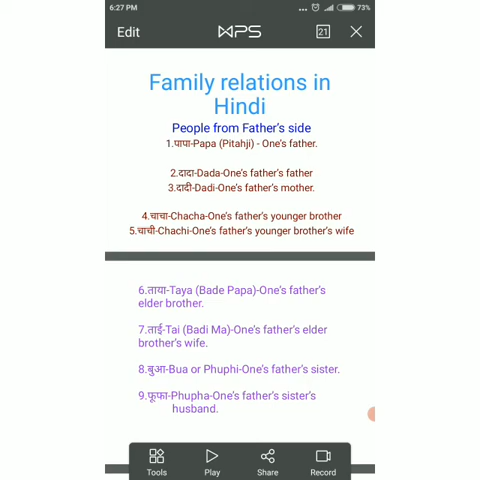 6:27 PM
73%
Edit
WPS
21
Family relations in
Hindi
People from Father's side
1.पापा-Papa (Pitahji) - One's father.
2.दादा-Dada-One's father's father
3.दादी-Dadi-One's father's mother.
4.चाचा-Chacha-One's father's younger brother
5.चाची-Chachi-One's father's younger brother's wife
6.ताया-Taya (Bade Papa)-One's father's
elder brother.
7.ताई-Tai (Badi Ma)-One's father's elder
brother's wife.
8.बुआ-Bua or Phuphi-One's father's sister.
9.फूफा-Phupha-One's father's sister's
husband.
Tools
Play
Share
Record